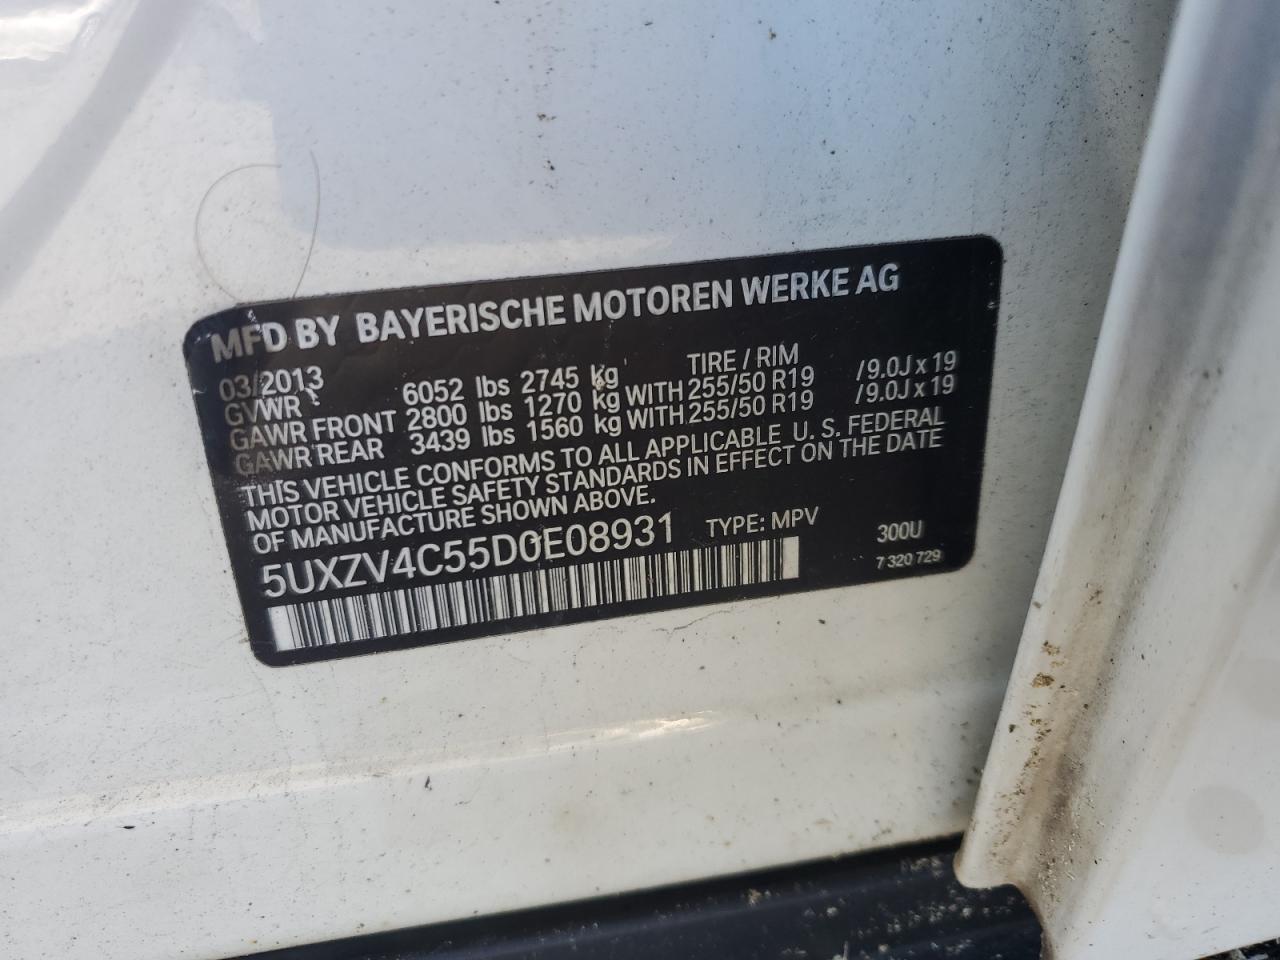 MFD BY BAYERISCHE MOTOREN WERKE AG
03/2013 TIRE / RIM
GVWR 6052 lbs 2745 kg
GAWR FRONT 2800 lbs 1270 kg WITH 255/50 R19 /9.0J x 19
GAWR REAR 3439 lbs 1560 kg WITH 255/50 R19 /9.0J x 19
THIS VEHICLE CONFORMS TO ALL APPLICABLE U. S. FEDERAL
MOTOR VEHICLE SAFETY STANDARDS IN EFFECT ON THE DATE
OF MANUFACTURE SHOWN ABOVE.
5UXZV4C55D0E08931 TYPE: MPV 300U
7 320 729